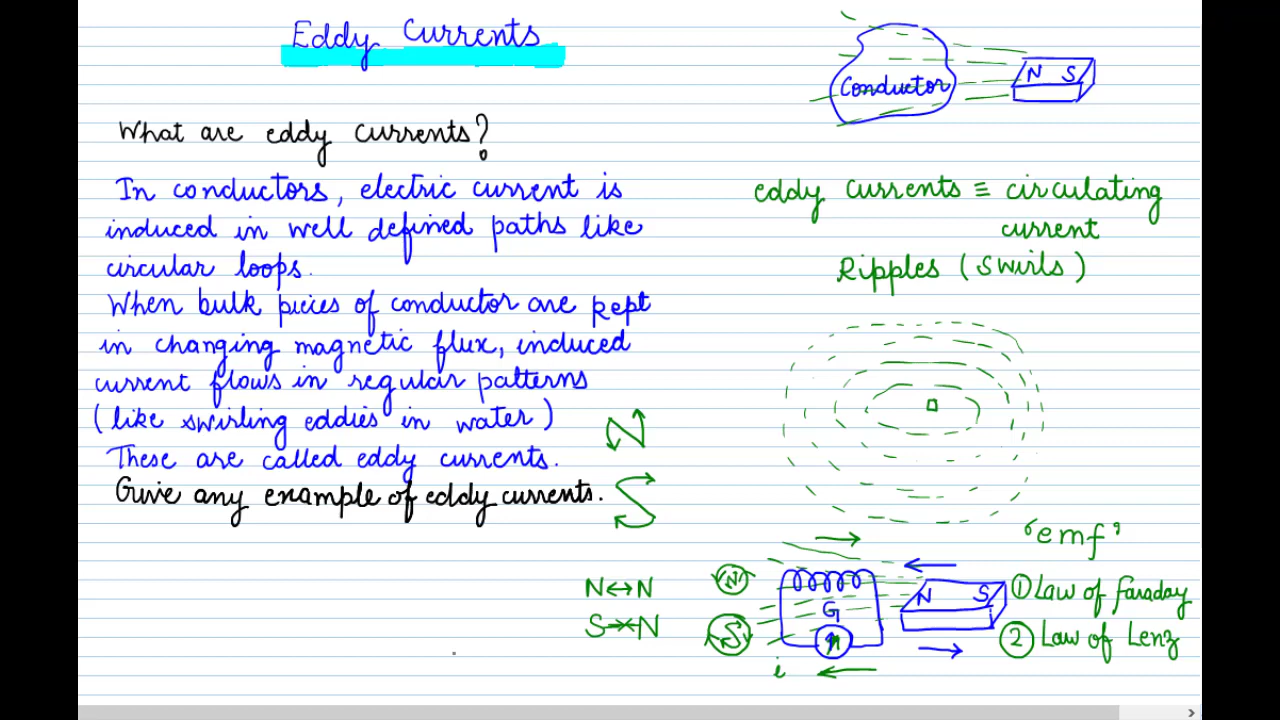 Eddy Currents
What are eddy currents?
In conductors, electric current is
induced in well defined paths like
circular loops.
When bulk pieces of conductor are kept
in changing magnetic flux, induced
current flows in regular patterns
(like swirling eddies in water)
These are called eddy currents.
Give any example of eddy currents.
N
S
N↔N
S→←N
Conductor
N S
eddy currents ≡ circulating
current
Ripples (Swirls)
'emf'
N
S
G
N S
i
① Law of Faraday
② Law of Lenz